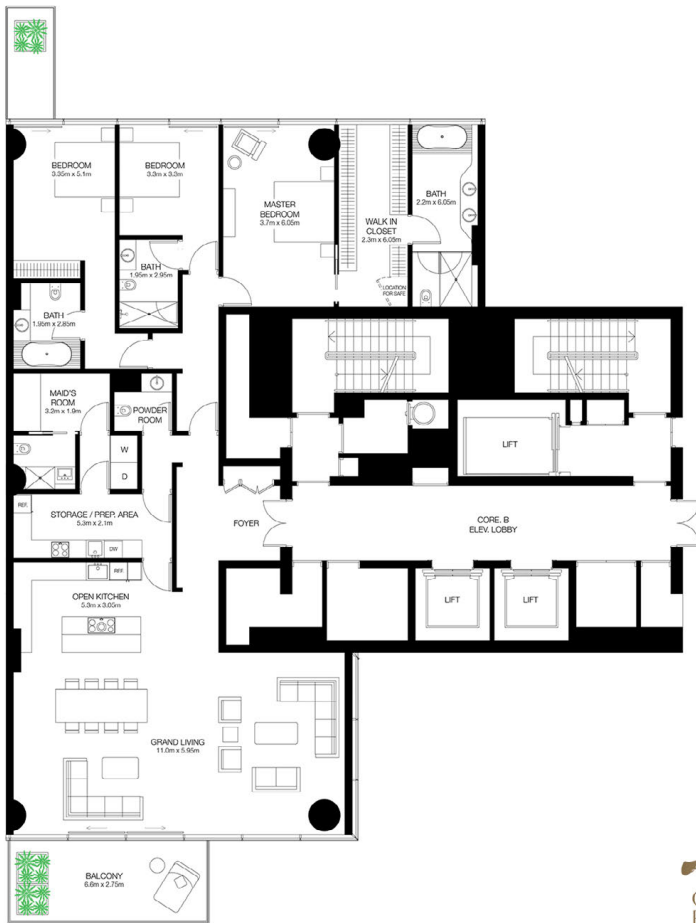 BEDROOM
3.35m x 5.1m
BEDROOM
3.3m x 3.3m
MASTER
BEDROOM
3.7m x 6.05m
WALK IN
CLOSET
2.3m x 6.05m
BATH
2.2m x 6.05m
BATH
1.95m x 2.95m
LOCATION
FOR SAFE
BATH
1.95m x 2.85m
MAID'S
ROOM
3.2m x 1.9m
POWDER
ROOM
W
D
LIFT
REF.
STORAGE / PREP. AREA
5.3m x 2.1m
DW
FOYER
CORE. B
ELEV. LOBBY
REF.
OPEN KITCHEN
5.3m x 3.05m
LIFT
LIFT
GRAND LIVING
11.0m x 5.95m
BALCONY
6.6m x 2.75m